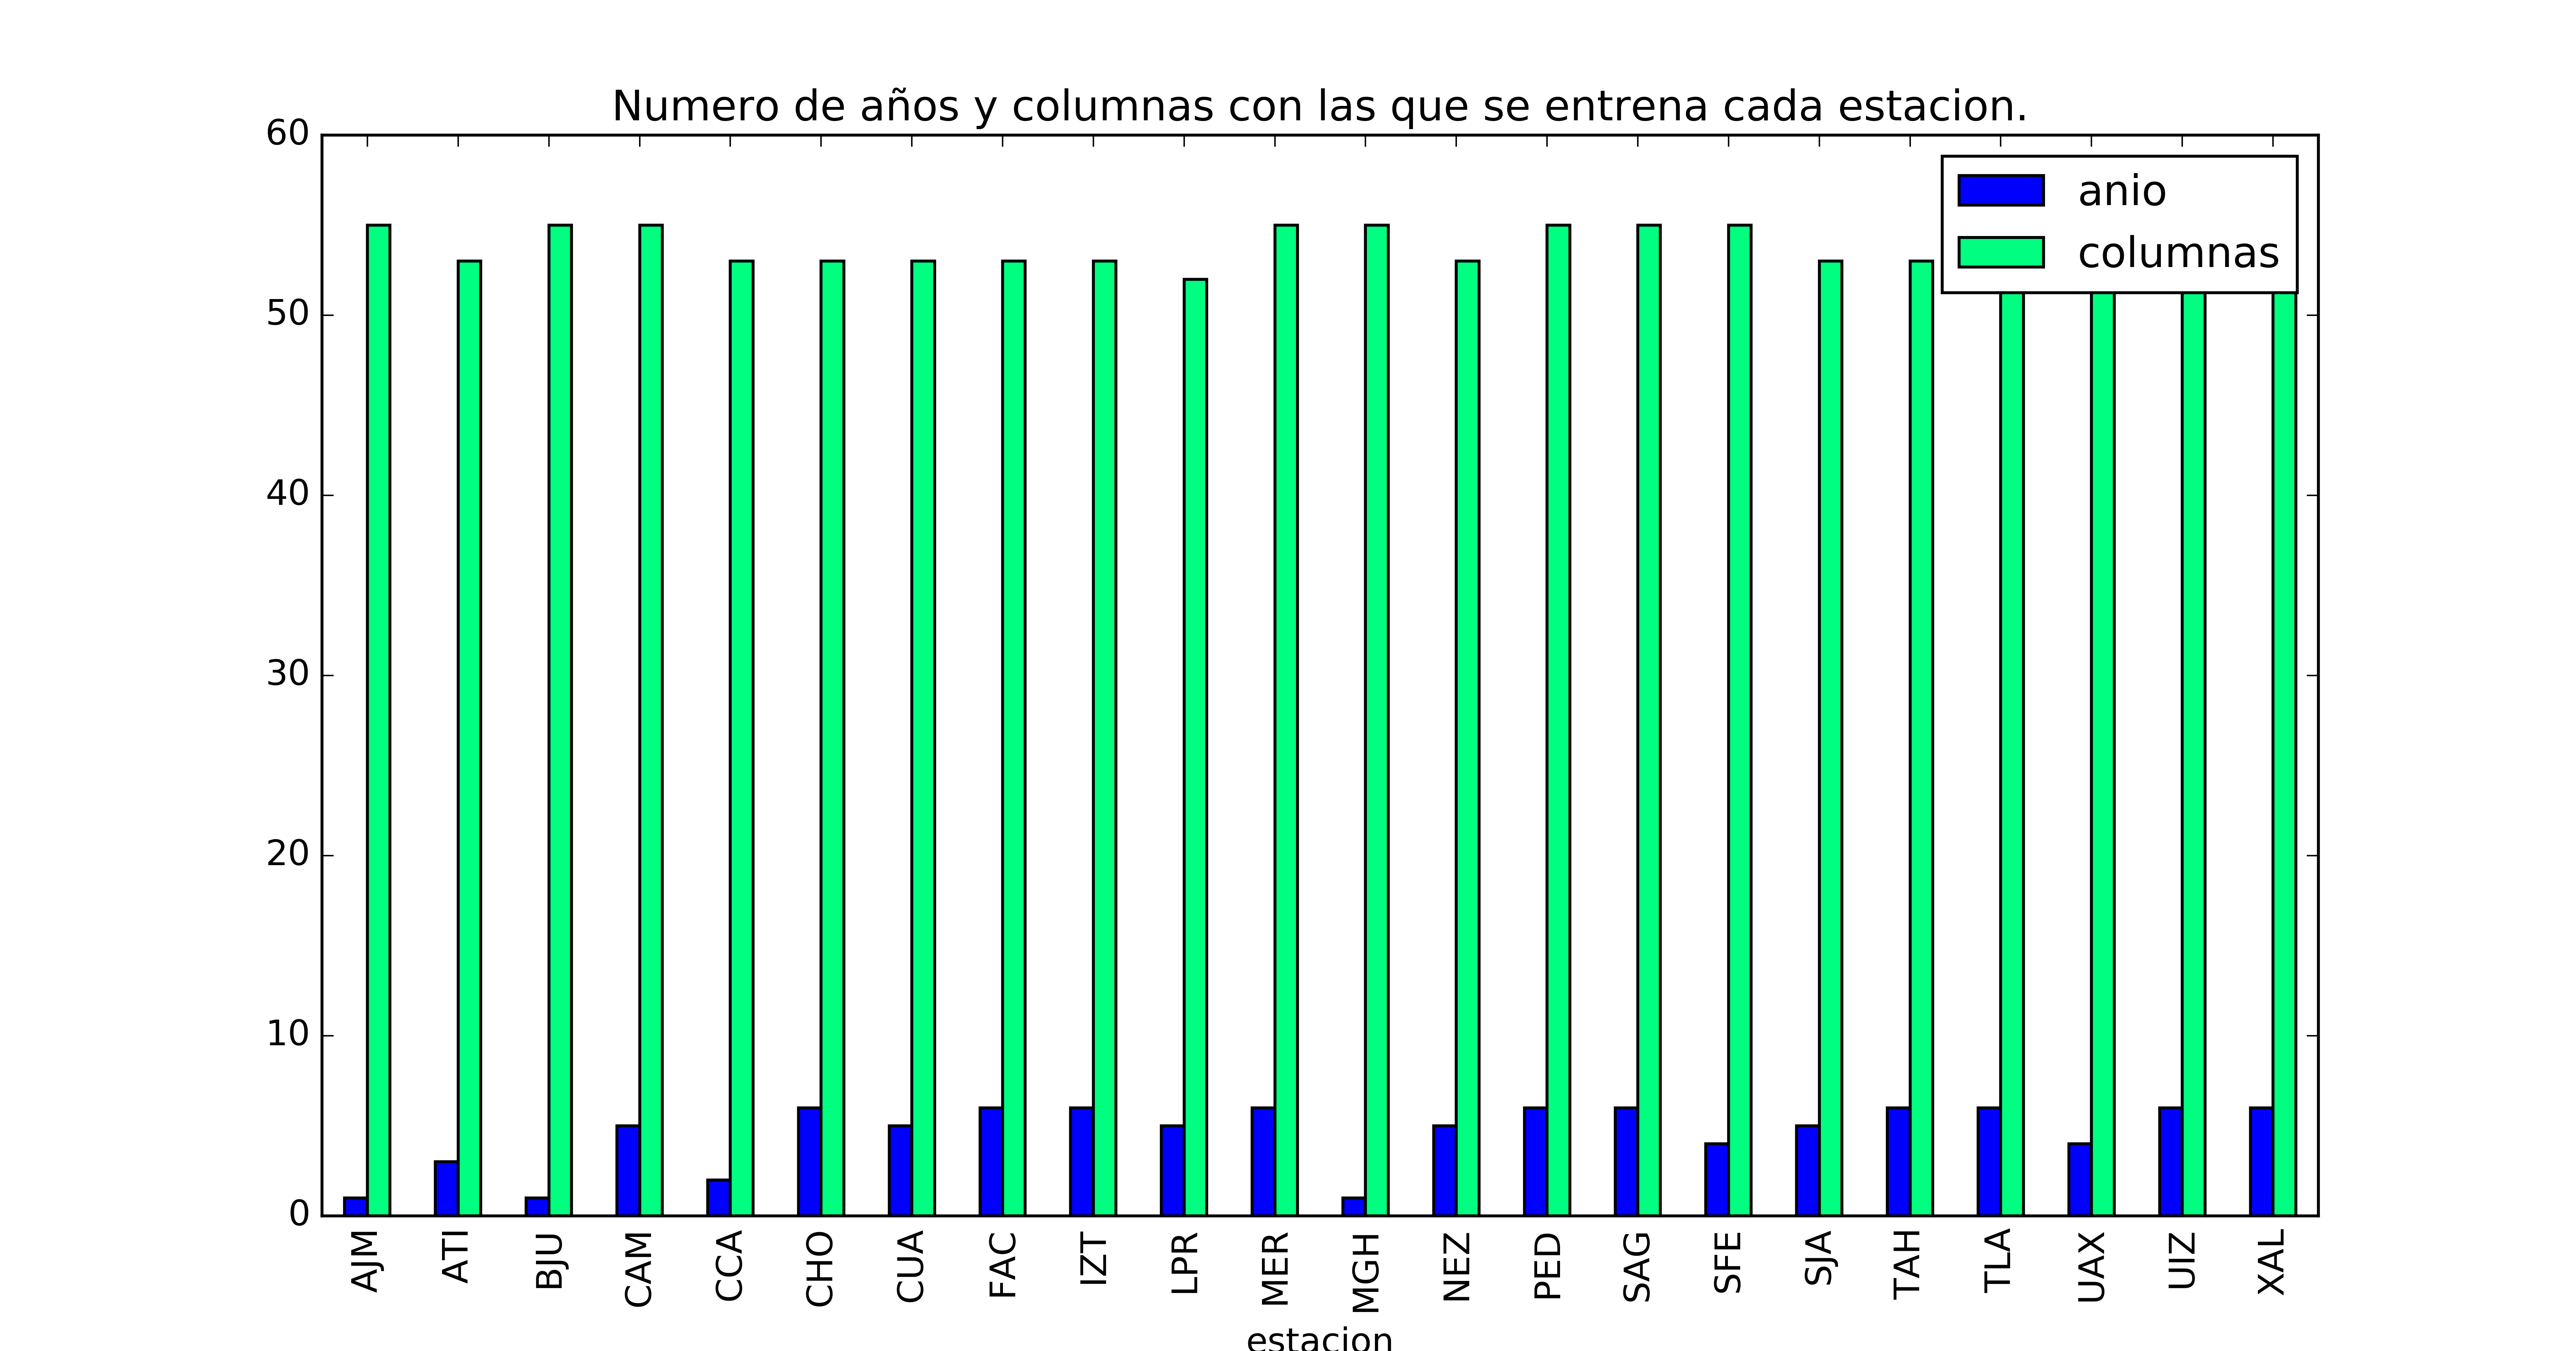 Numero de años y columnas con las que se entrena cada estacion.
60
50
40
30
20
10
0
anio
columnas
AJM ATI BJU CAM CCA CHO CUA FAC IZT LPR MER MGH NEZ PED SAG SFE SJA TAH TLA UAX UIZ XAL
estacion